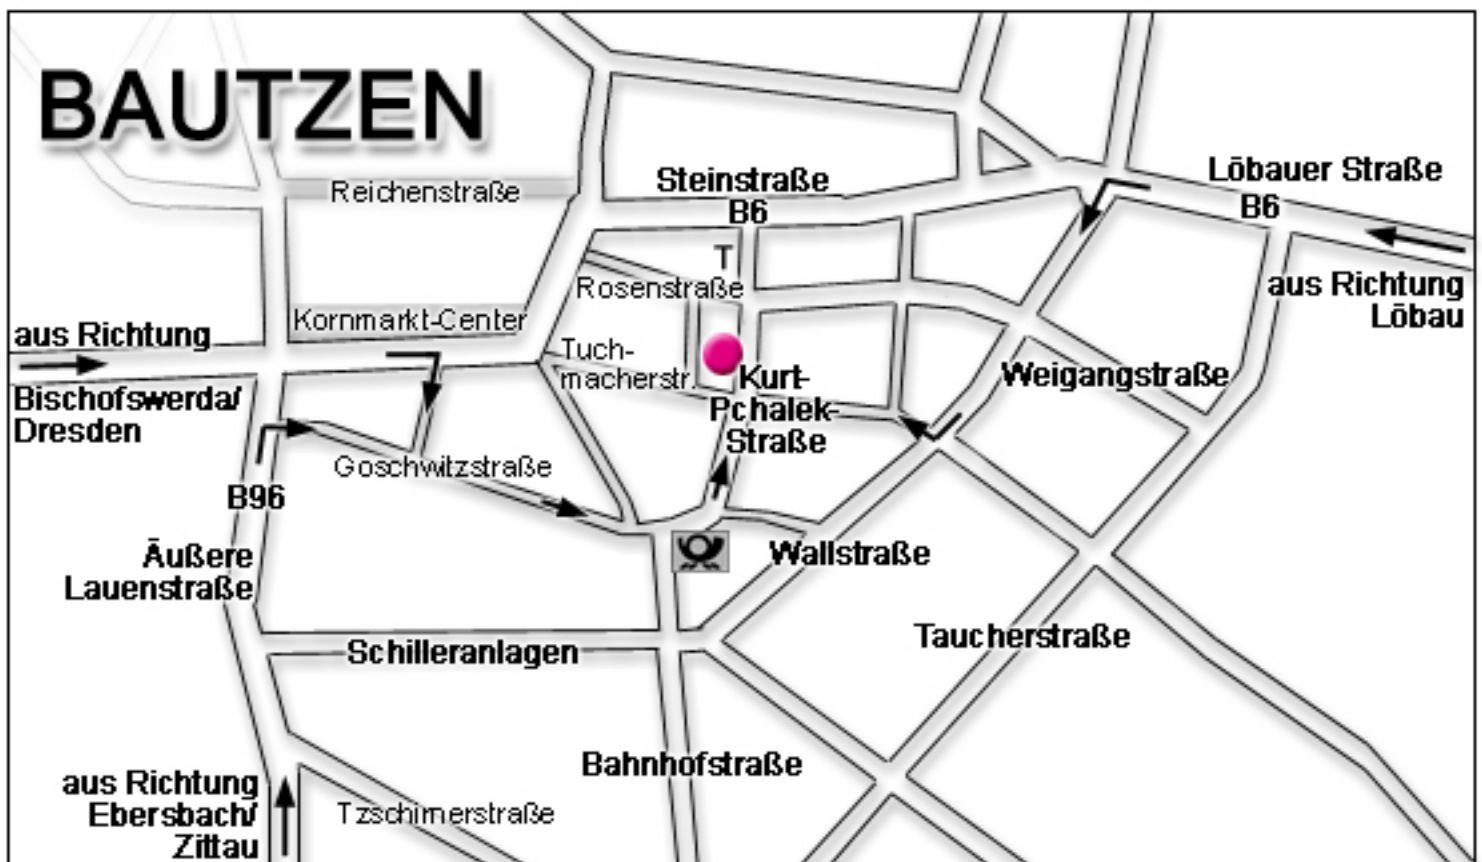 BAUTZEN
Reichenstraße
Steinstraße
B6
Löbauer Straße
B6
aus Richtung
Löbau
T
Rosenstraße
Kornmarkt-Center
aus Richtung
Bischofswerda/
Dresden
Tuch-
macherstr.
Kurt-
Pchalek-
Straße
Weigangstraße
Goschwitzstraße
B96
Äußere
Lauenstraße
Wallstraße
Schilleranlagen
Taucherstraße
Bahnhofstraße
aus Richtung
Ebersbach/
Zittau
Tzschirnerstraße